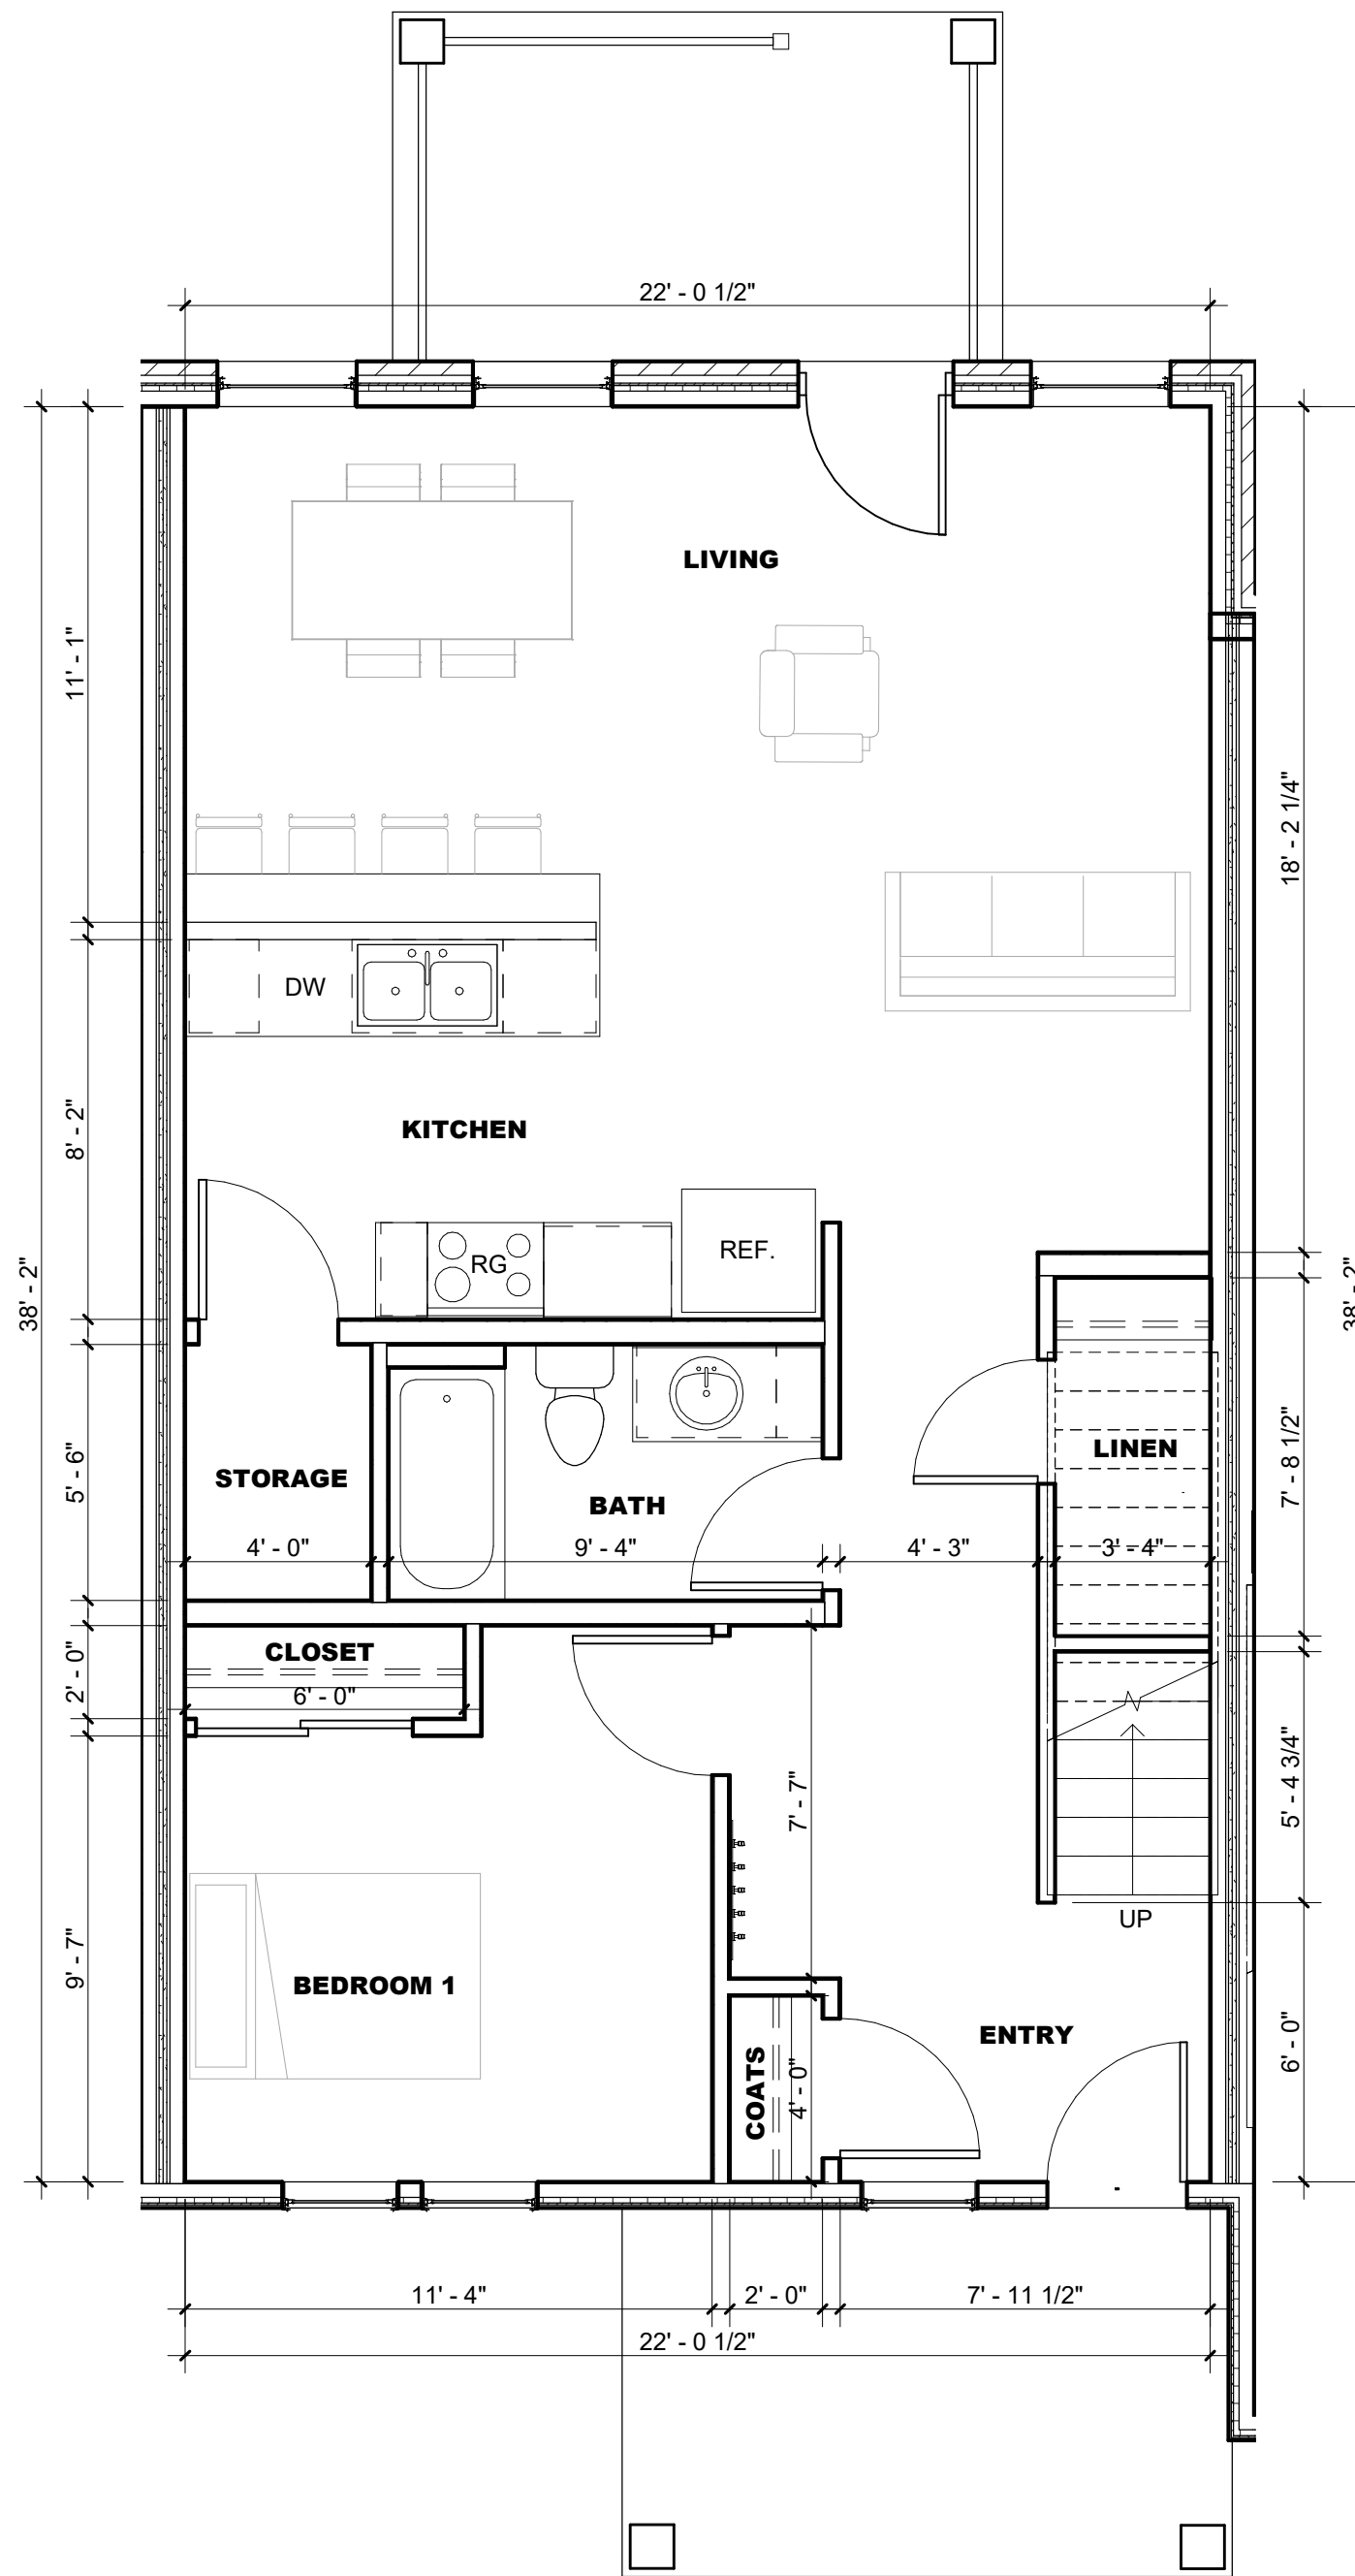 22' - 0 1/2"
LIVING
11' - 1"
18' - 2 1/4"
DW
KITCHEN
8' - 2"
RG
REF.
38' - 2"
38' - 2"
LINEN
7' - 8 1/2"
STORAGE
5' - 6"
BATH
4' - 0"
9' - 4"
4' - 3"
3' - 4"
CLOSET
2' - 0"
6' - 0"
7' - 7"
5' - 4 3/4"
UP
9' - 7"
BEDROOM 1
ENTRY
6' - 0"
COATS
4' - 0"
11' - 4"
2' - 0"
7' - 11 1/2"
22' - 0 1/2"